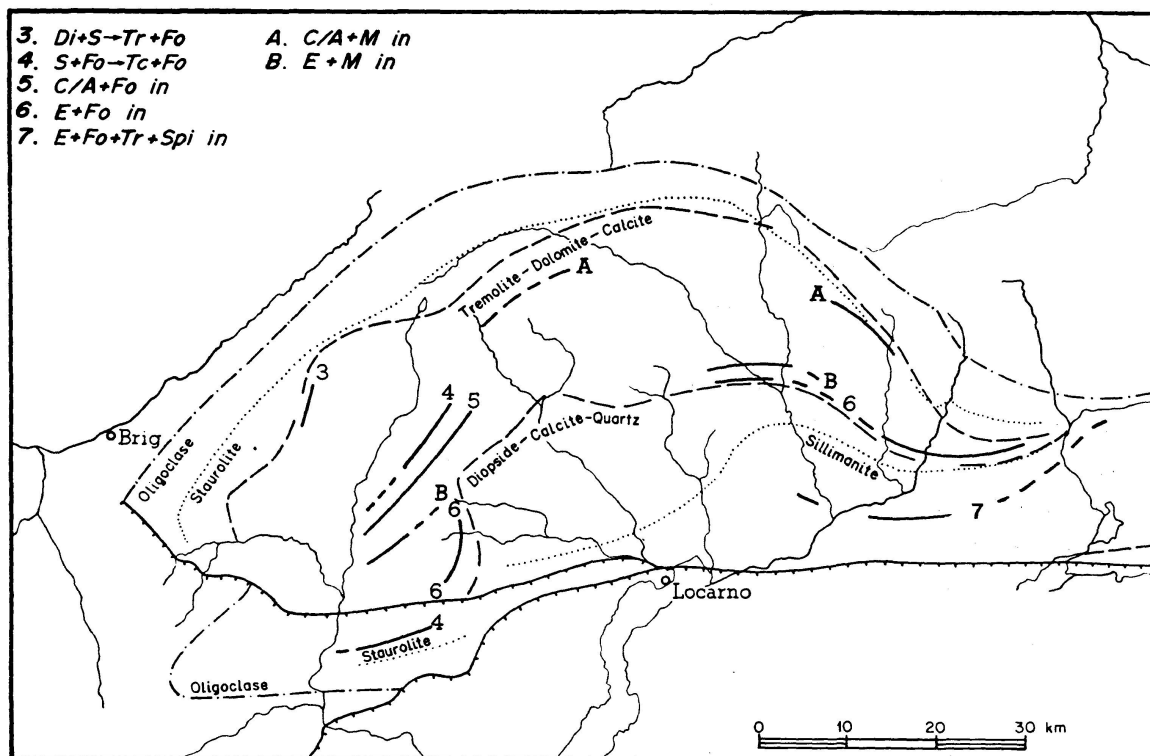 3. Di+S→Tr+Fo
4. S+Fo→Tc+Fo
5. C/A+Fo in
6. E+Fo in
7. E+Fo+Tr+Spi in
A. C/A+M in
B. E+M in
Tremolite-Dolomite-Calcite
A
A
3
4
5
B
6
Brig
Oligoclase
Staurolite
Diopside-Calcite-Quartz
Sillimanite
B
6
7
6
Locarno
4
Staurolite
Oligoclase
0 10 20 30 km